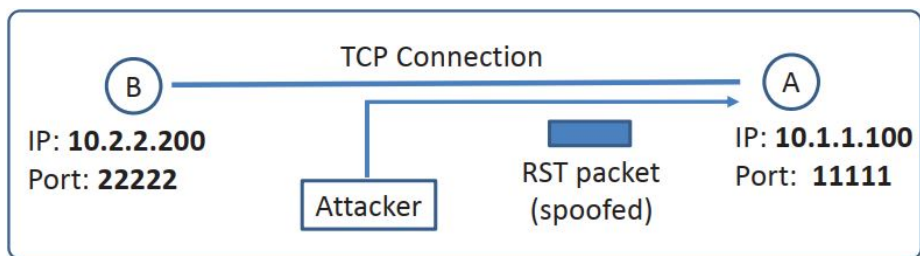 TCP Connection
B
A
IP: 10.2.2.200
Port: 22222
Attacker
RST packet
(spoofed)
IP: 10.1.1.100
Port: 11111